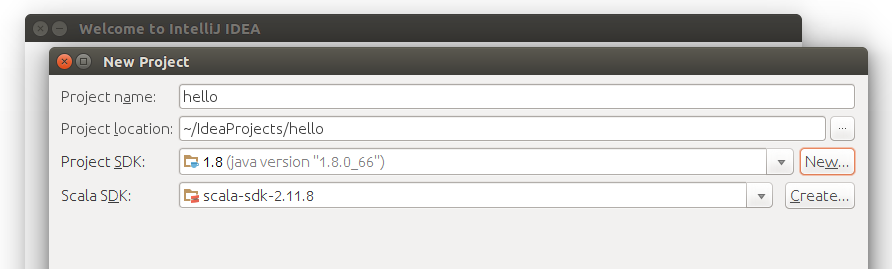 Welcome to IntelliJ IDEA
New Project
Project name: hello
Project location: ~/IdeaProjects/hello ...
Project SDK: 1.8 (java version "1.8.0_66") New...
Scala SDK: scala-sdk-2.11.8 Create...